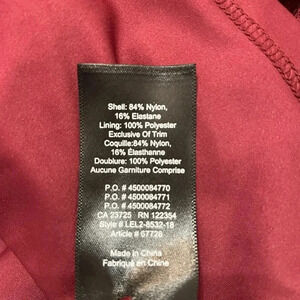 Shell: 84% Nylon,
16% Elastane
Lining: 100% Polyester
Exclusive Of Trim
Coquille:84% Nylon,
16% Élasthanne
Doublure: 100% Polyester
Aucune Garniture Comprise
P.O. # 4500084770
P.O. # 4500084771
P.O. # 4500084772
CA 23725 RN 122354
Style # LEL2-8532-18
Article # 67728
Made in China
Fabriqué en Chine